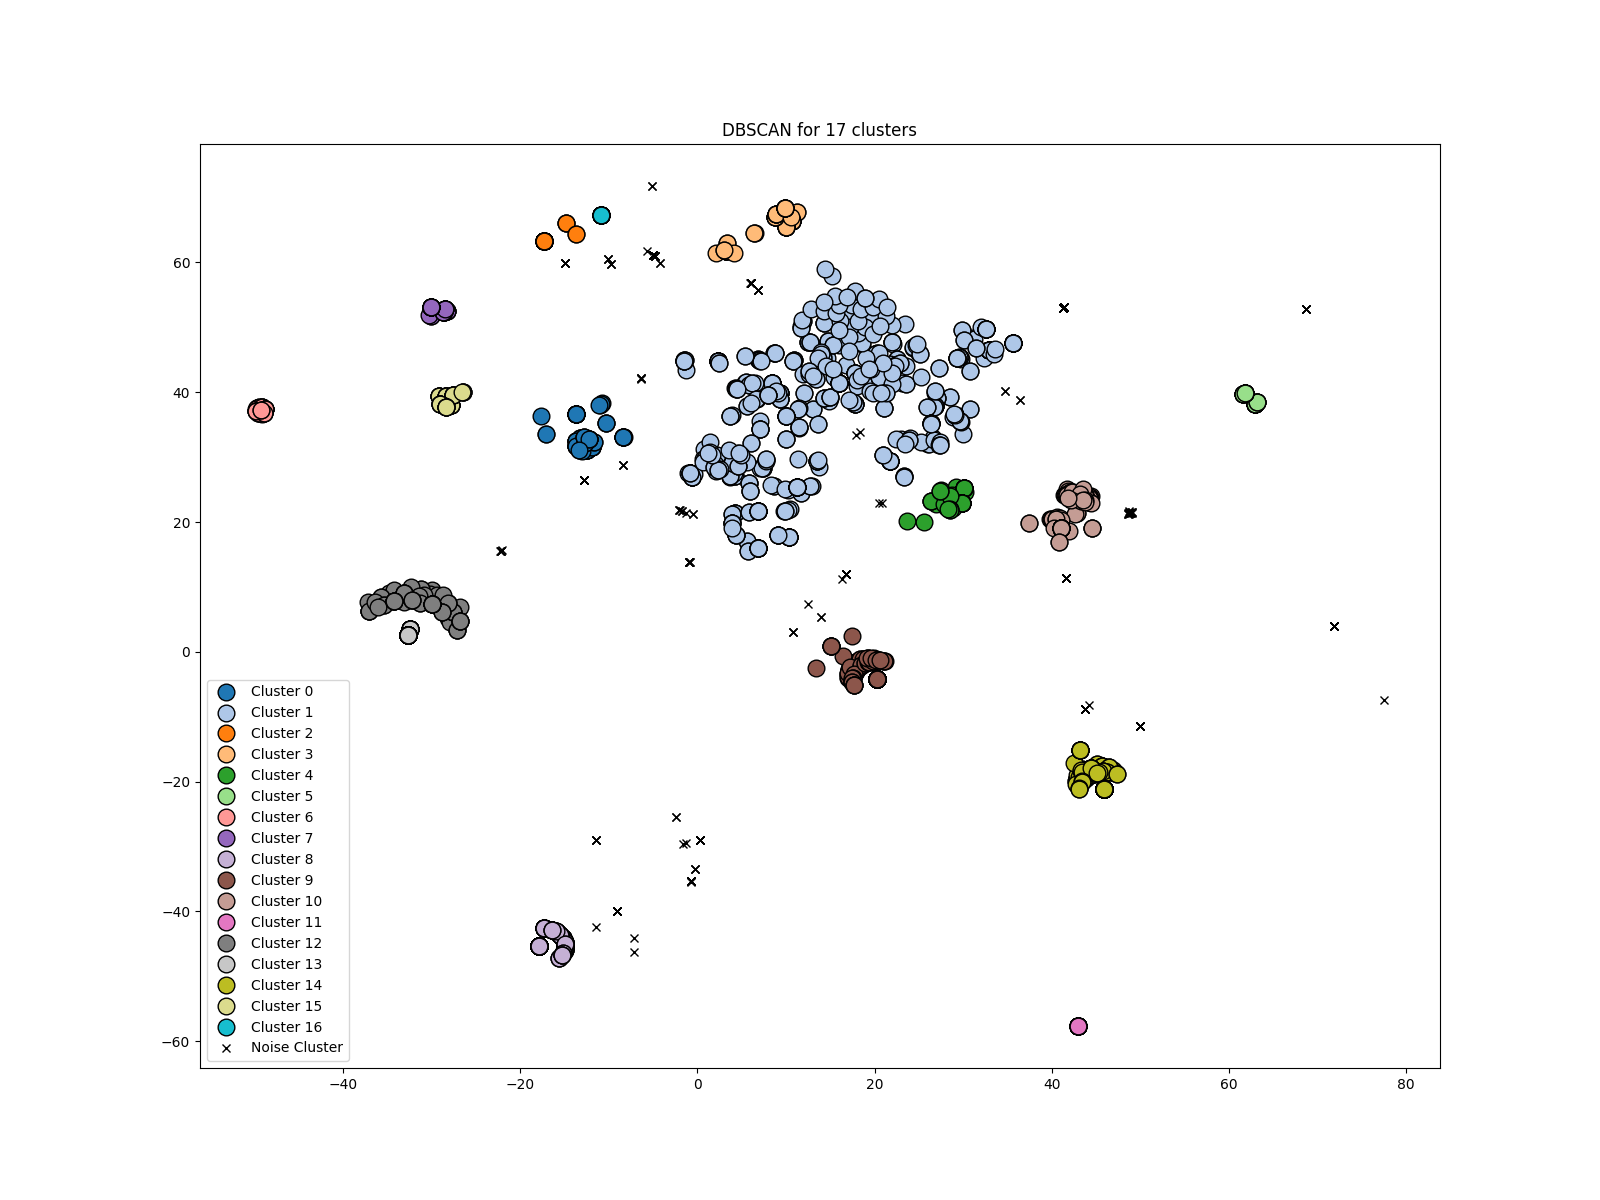 DBSCAN for 17 clusters
60
40
20
0
−20
−40
−60
Cluster 0
Cluster 1
Cluster 2
Cluster 3
Cluster 4
Cluster 5
Cluster 6
Cluster 7
Cluster 8
Cluster 9
Cluster 10
Cluster 11
Cluster 12
Cluster 13
Cluster 14
Cluster 15
Cluster 16
Noise Cluster
−40 −20 0 20 40 60 80